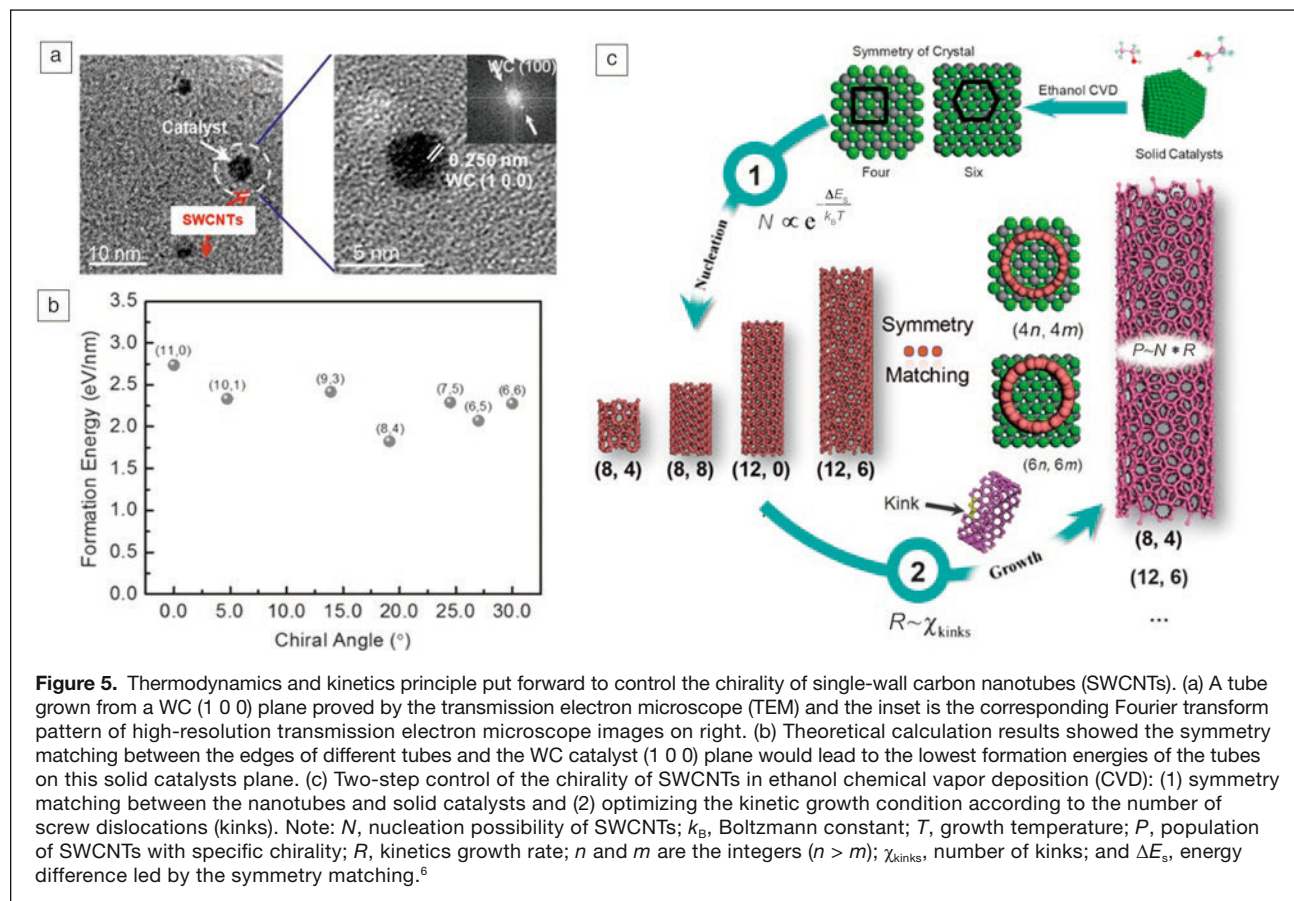 a
WC (100)
Catalyst
0.250 nm
WC (1 0 0)
SWCNTs
10 nm
5 nm
b
3.5
3.0
2.5
2.0
1.5
1.0
0.5
0.0
Formation Energy (eV/nm)
(11,0)
(10,1)
(9,3)
(8,4)
(7,5)
(6,5)
(6,6)
0.0 5.0 10.0 15.0 20.0 25.0 30.0
Chiral Angle (°)
c
Symmetry of Crystal
Four
Six
Ethanol CVD
Solid Catalysts
1
N ∝ e^{-ΔE_s/k_BT}
Nucleation
(8, 4)
(8, 8)
(12, 0)
(12, 6)
Symmetry
Matching
(4n, 4m)
(6n, 6m)
P~N * R
Kink
2
Growth
R~χ_kinks
(8, 4)
(12, 6)
...
Figure 5. Thermodynamics and kinetics principle put forward to control the chirality of single-wall carbon nanotubes (SWCNTs). (a) A tube
grown from a WC (1 0 0) plane proved by the transmission electron microscope (TEM) and the inset is the corresponding Fourier transform
pattern of high-resolution transmission electron microscope images on right. (b) Theoretical calculation results showed the symmetry
matching between the edges of different tubes and the WC catalyst (1 0 0) plane would lead to the lowest formation energies of the tubes
on this solid catalysts plane. (c) Two-step control of the chirality of SWCNTs in ethanol chemical vapor deposition (CVD): (1) symmetry
matching between the nanotubes and solid catalysts and (2) optimizing the kinetic growth condition according to the number of
screw dislocations (kinks). Note: N, nucleation possibility of SWCNTs; k_B, Boltzmann constant; T, growth temperature; P, population
of SWCNTs with specific chirality; R, kinetics growth rate; n and m are the integers (n > m); χ_kinks, number of kinks; and ΔE_s, energy
difference led by the symmetry matching.⁶